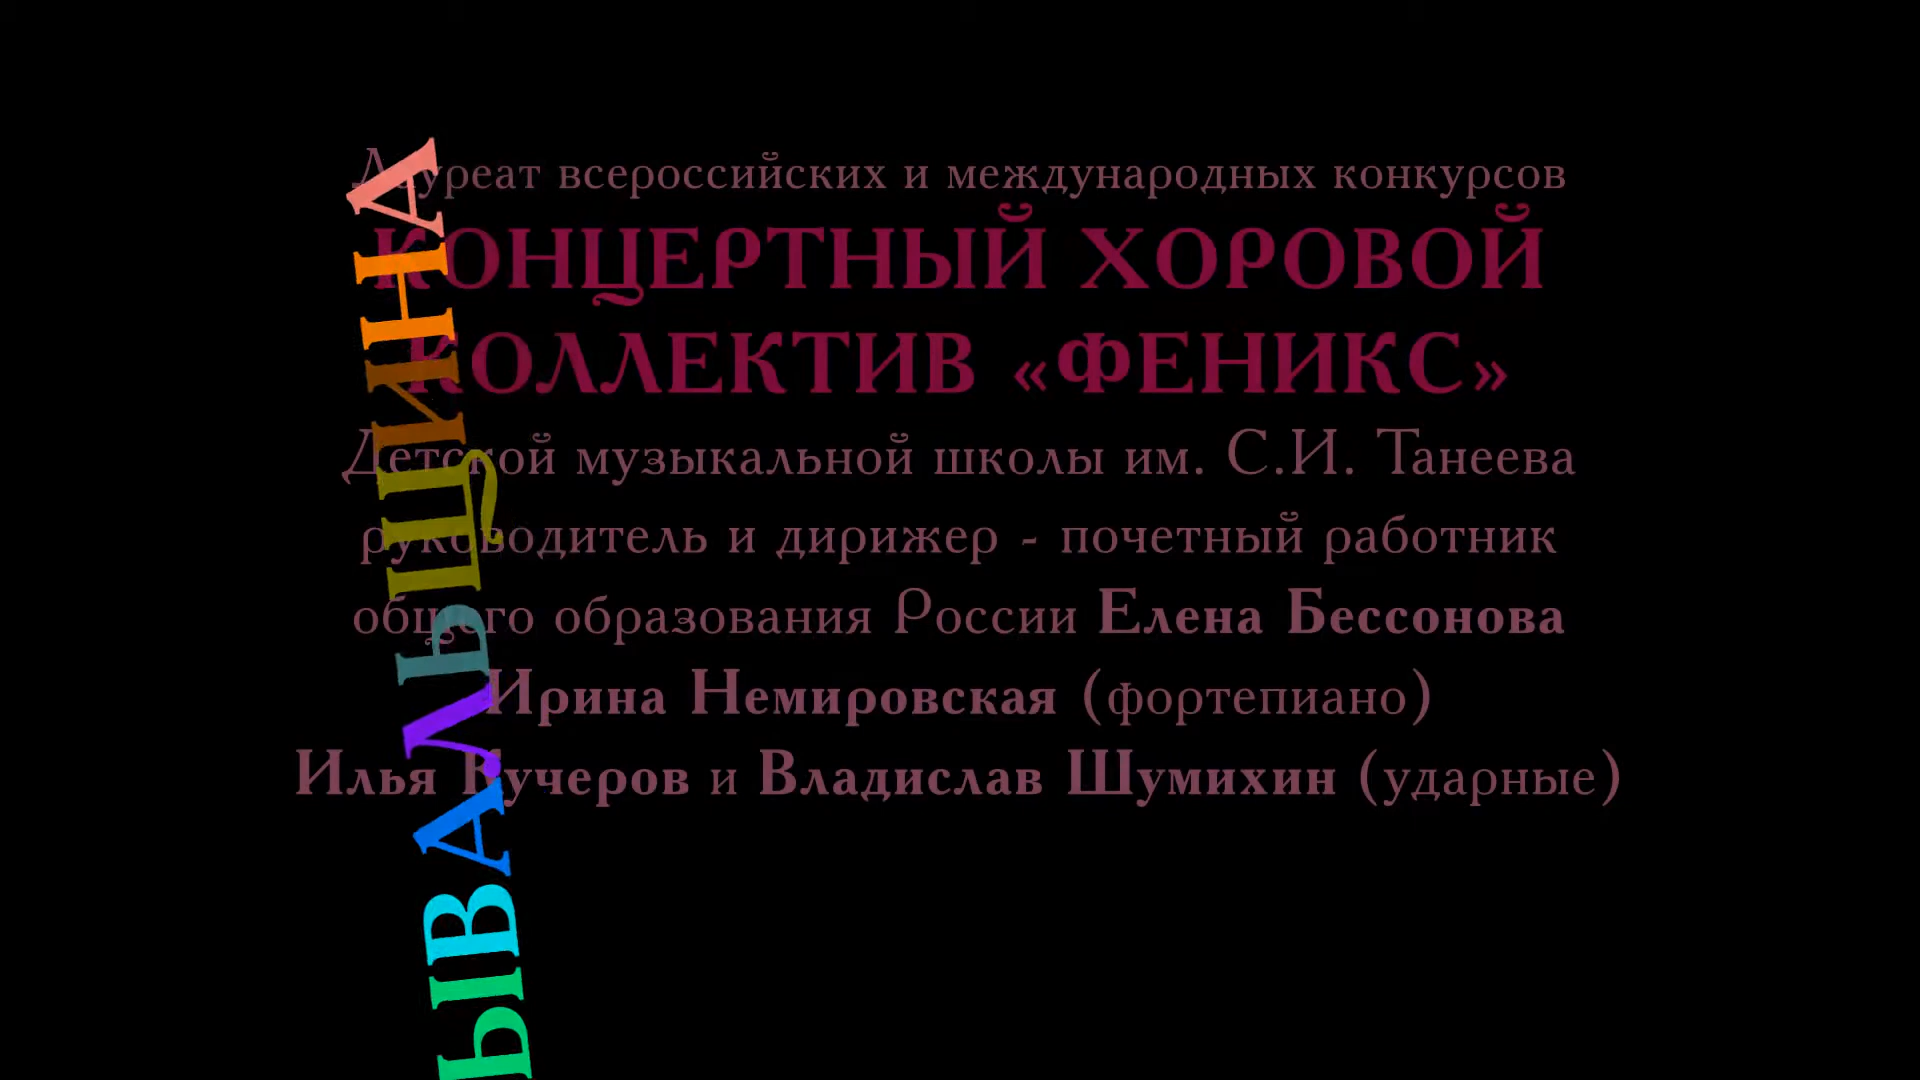 Лауреат всероссийских и международных конкурсов
КОНЦЕРТНЫЙ ХОРОВОЙ
КОЛЛЕКТИВ «ФЕНИКС»
Детской музыкальной школы им. С.И. Танеева
руководитель и дирижер - почетный работник
общего образования России Елена Бессонова
Ирина Немировская (фортепиано)
Илья Кучеров и Владислав Шумихин (ударные)
ЫВАЛЬЩИНА